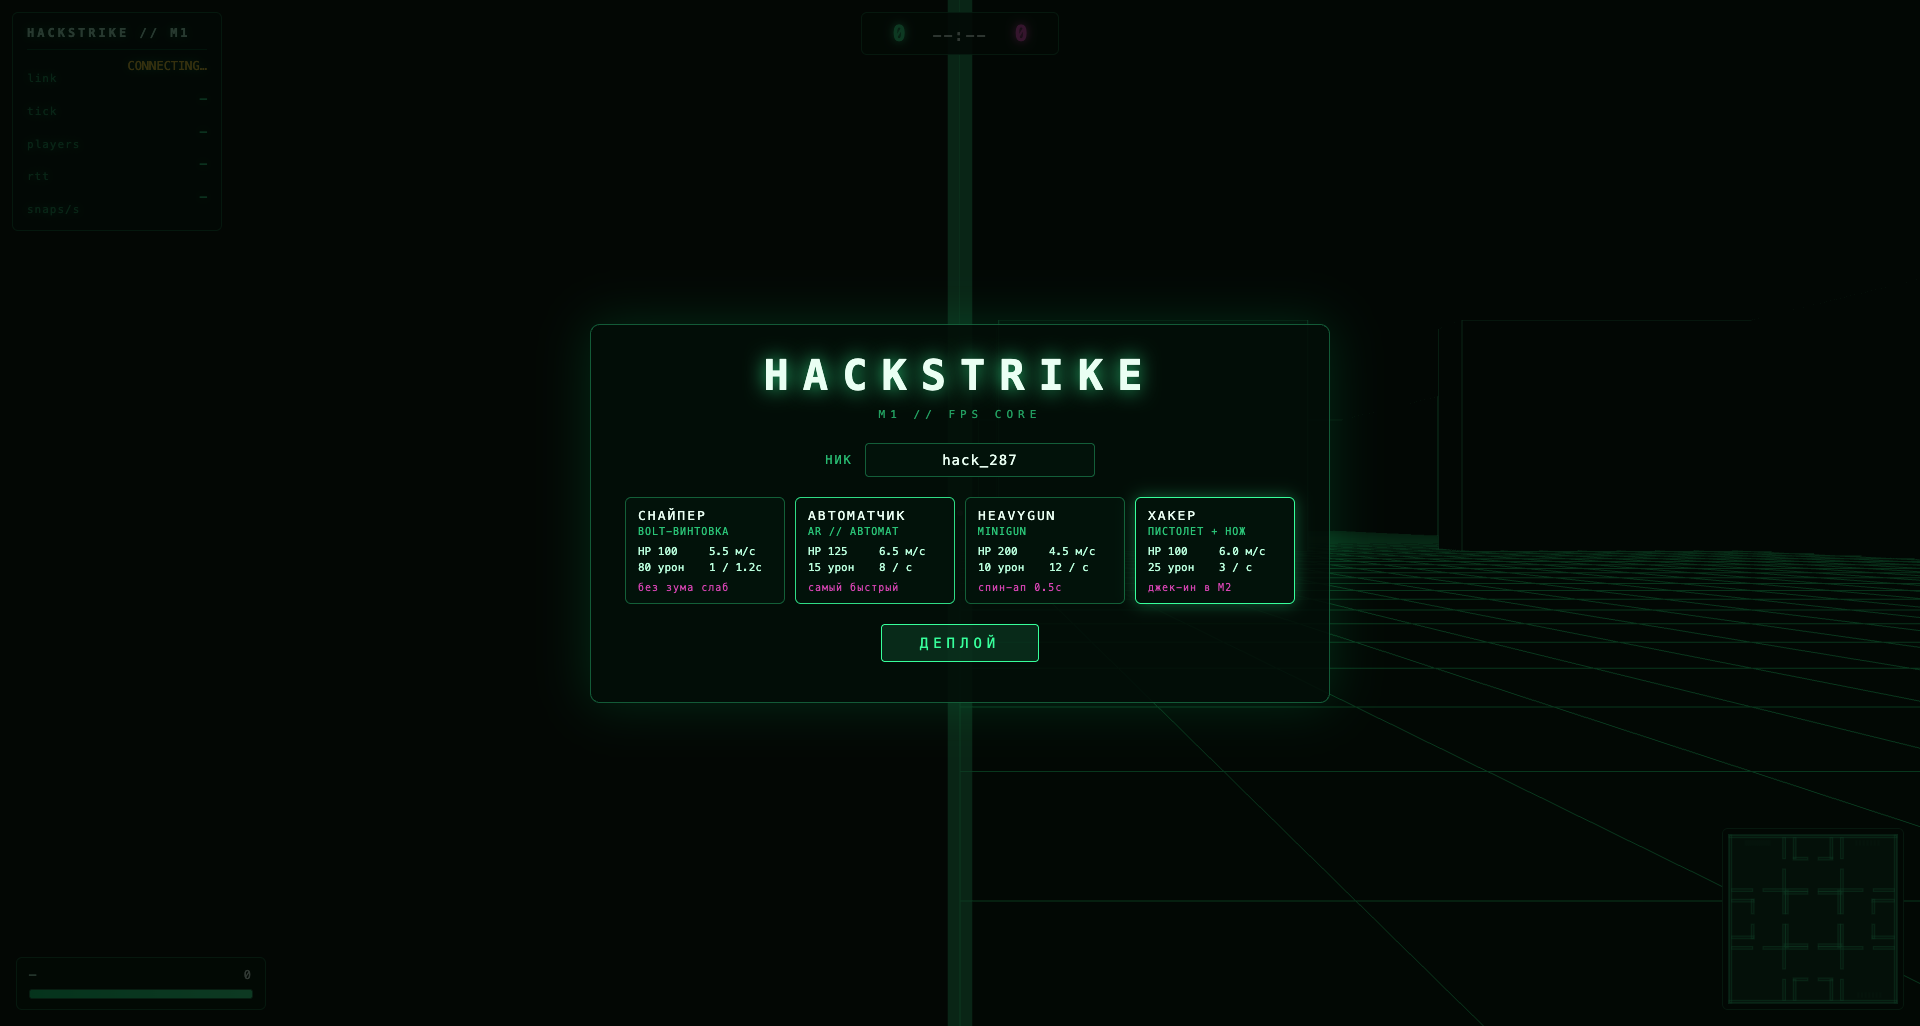 HACKSTRIKE // M1
CONNECTING…
link
—
tick
—
players
—
rtt
—
snaps/s
0 --:-- 0
HACKSTRIKE
M1 // FPS CORE
НИК hack_287
СНАЙПЕР
BOLT-ВИНТОВКА
HP 100 5.5 м/с
80 урон 1 / 1.2с
без зума слаб
АВТОМАТЧИК
AR // АВТОМАТ
HP 125 6.5 м/с
15 урон 8 / с
самый быстрый
HEAVYGUN
MINIGUN
HP 200 4.5 м/с
10 урон 12 / с
спин-ап 0.5с
ХАКЕР
ПИСТОЛЕТ + НОЖ
HP 100 6.0 м/с
25 урон 3 / с
джек-ин в M2
ДЕПЛОЙ
— 0